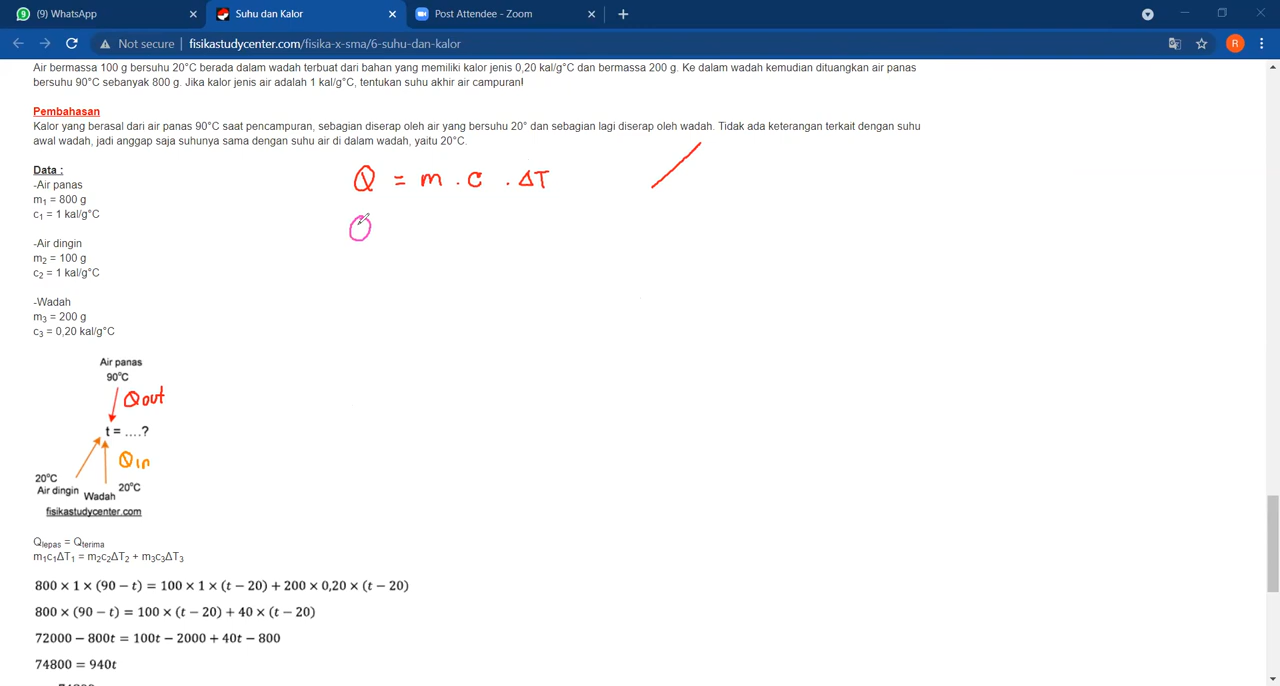 (1) WhatsApp
Suhu dan Kalor
Post Attendee - Zoom
Not secure | fisikastudycenter.com/fisika-x-sma/6-suhu-dan-kalor
R
Air bermassa 100 g bersuhu 20°C berada dalam wadah terbuat dari bahan yang memiliki kalor jenis 0,20 kal/g°C dan bermassa 200 g. Ke dalam wadah kemudian dituangkan air panas
bersuhu 90°C sebanyak 800 g. Jika kalor jenis air adalah 1 kal/g°C, tentukan suhu akhir air campuran!
Pembahasan
Kalor yang berasal dari air panas 90°C saat pencampuran, sebagian diserap oleh air yang bersuhu 20° dan sebagian lagi diserap oleh wadah. Tidak ada keterangan terkait dengan suhu
awal wadah, jadi anggap saja suhunya sama dengan suhu air di dalam wadah, yaitu 20°C.
Data :
-Air panas
m₁ = 800 g
c₁ = 1 kal/g°C
Q = m . c . ΔT
-Air dingin
m₂ = 100 g
c₂ = 1 kal/g°C
-Wadah
m₃ = 200 g
c₃ = 0,20 kal/g°C
Air panas
90°C
Qout
t = ....?
Qin
20°C
Air dingin
Wadah
20°C
fisikastudycenter.com
Qlepas = Qterima
m₁c₁ΔT₁ = m₂c₂ΔT₂ + m₃c₃ΔT₃
800 × 1 × (90 − t) = 100 × 1 × (t − 20) + 200 × 0,20 × (t − 20)
800 × (90 − t) = 100 × (t − 20) + 40 × (t − 20)
72000 − 800t = 100t − 2000 + 40t − 800
74800 = 940t